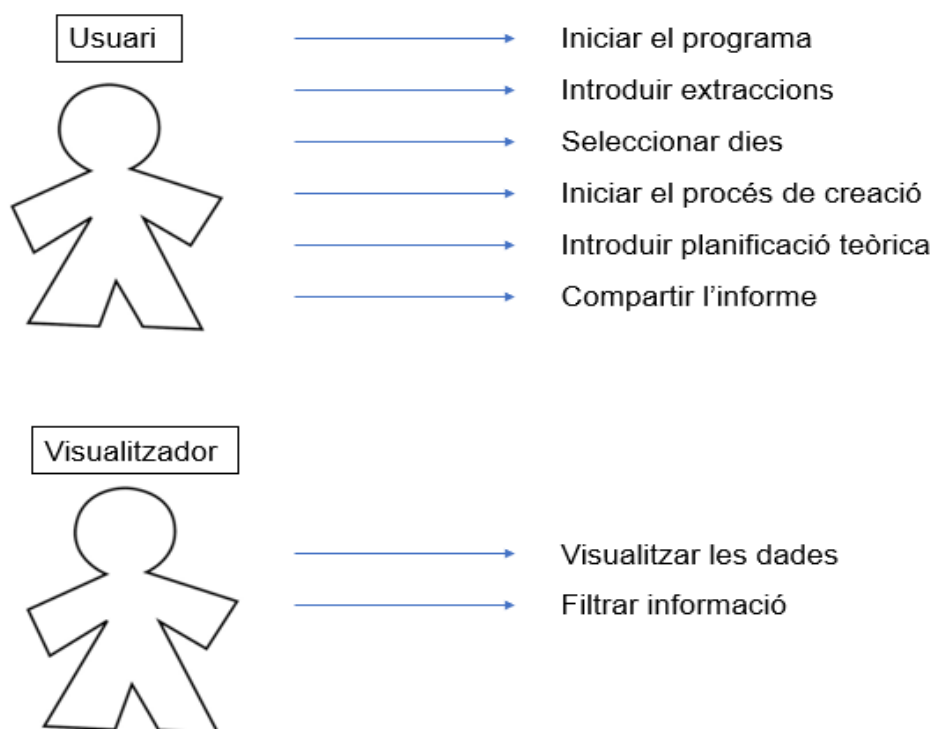 Usuari
Iniciar el programa
Introduir extraccions
Seleccionar dies
Iniciar el procés de creació
Introduir planificació teòrica
Compartir l’informe
Visualitzador
Visualitzar les dades
Filtrar informació